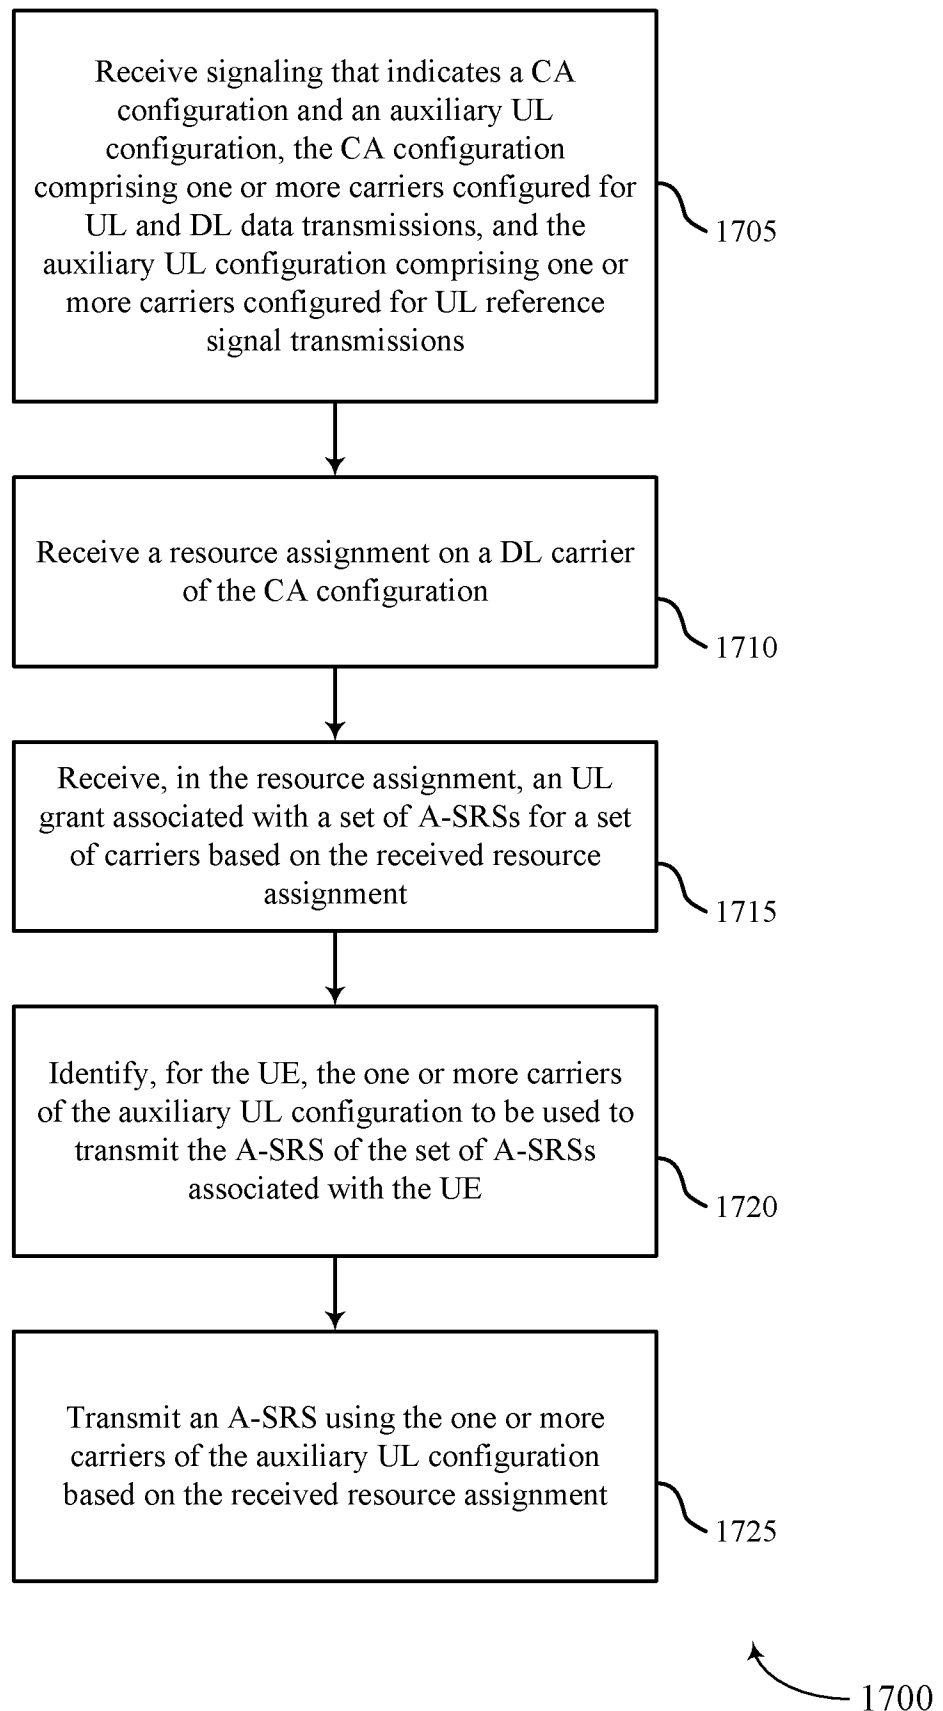 Receive signaling that indicates a CA
configuration and an auxiliary UL
configuration, the CA configuration
comprising one or more carriers configured for
UL and DL data transmissions, and the
auxiliary UL configuration comprising one or
more carriers configured for UL reference
signal transmissions
1705
Receive a resource assignment on a DL carrier
of the CA configuration
1710
Receive, in the resource assignment, an UL
grant associated with a set of A-SRSs for a set
of carriers based on the received resource
assignment
1715
Identify, for the UE, the one or more carriers
of the auxiliary UL configuration to be used to
transmit the A-SRS of the set of A-SRSs
associated with the UE
1720
Transmit an A-SRS using the one or more
carriers of the auxiliary UL configuration
based on the received resource assignment
1725
1700